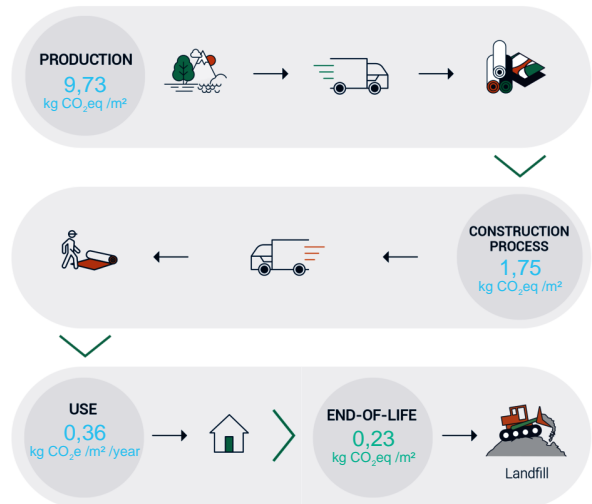 PRODUCTION
9,73
kg CO₂eq /m²
CONSTRUCTION
PROCESS
1,75
kg CO₂eq /m²
USE
0,36
kg CO₂e /m² /year
END-OF-LIFE
0,23
kg CO₂eq /m²
Landfill